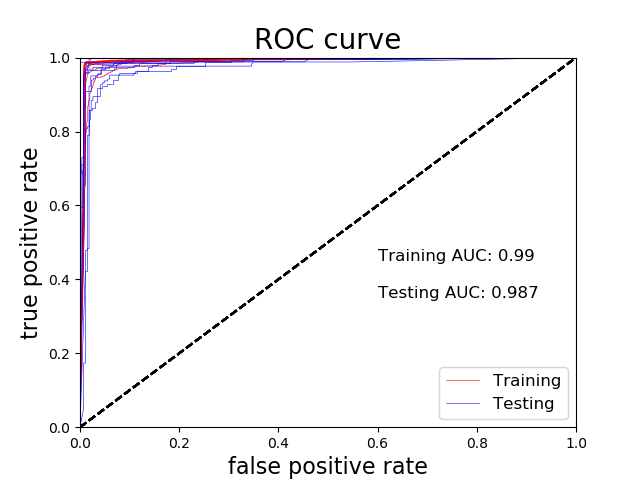 ROC curve
true positive rate
1.0
0.8
0.6
0.4
0.2
0.0
Training AUC: 0.99
Testing AUC: 0.987
Training
Testing
0.0 0.2 0.4 0.6 0.8 1.0
false positive rate